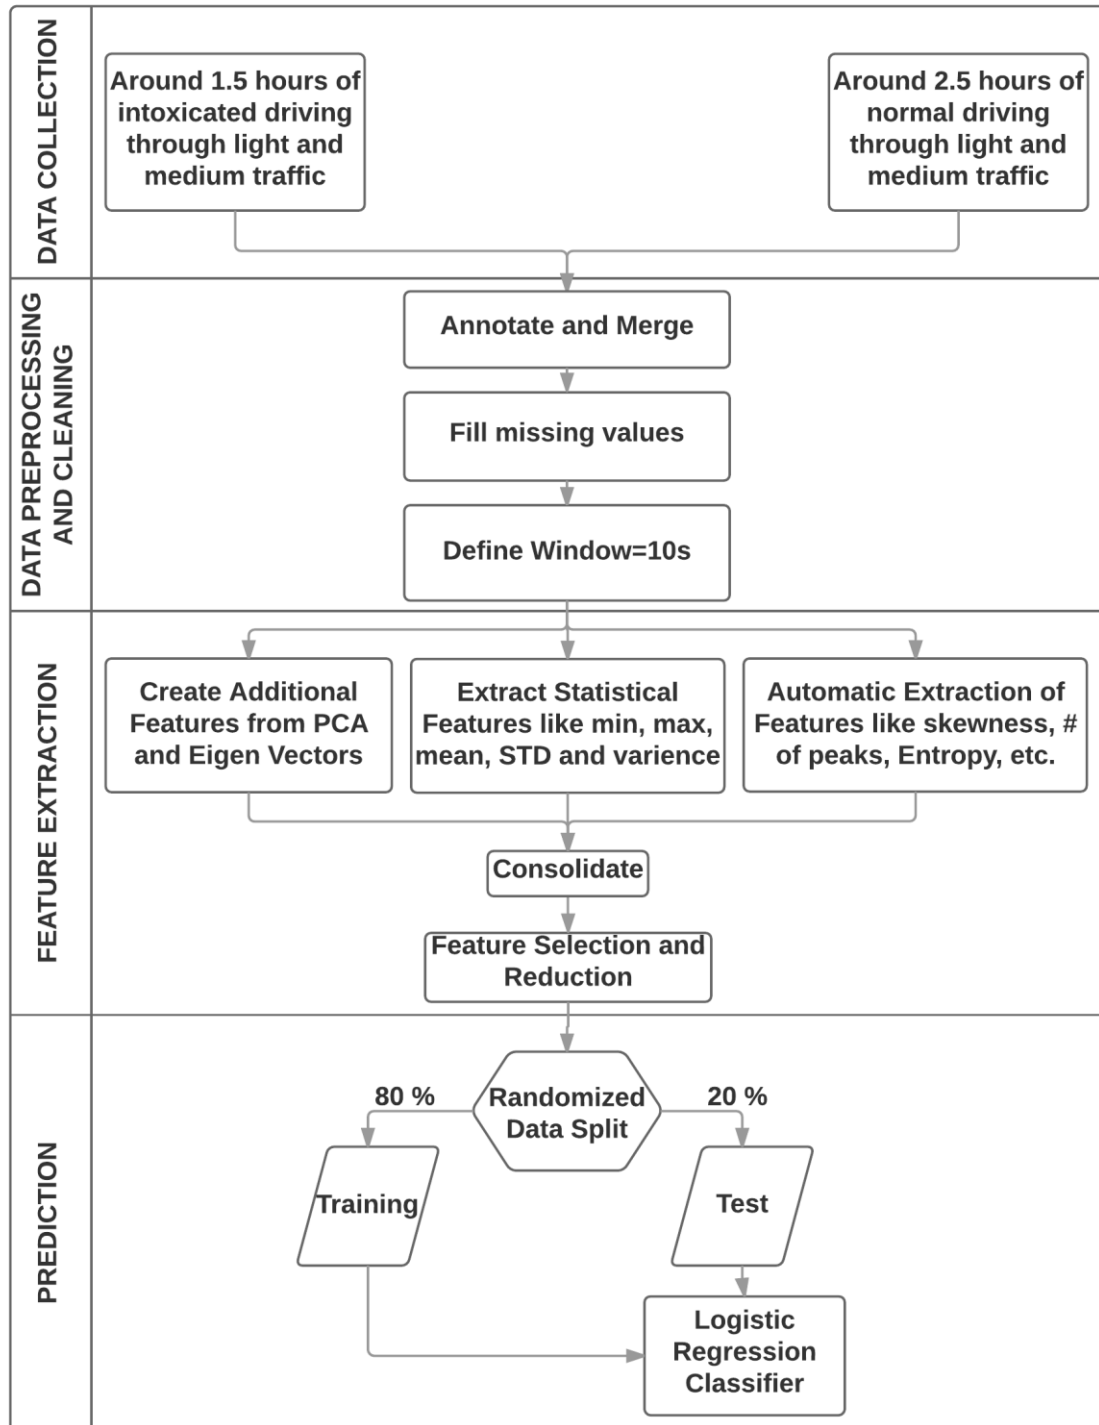 DATA COLLECTION
Around 1.5 hours of
intoxicated driving
through light and
medium traffic
Around 2.5 hours of
normal driving
through light and
medium traffic
DATA PREPROCESSING
AND CLEANING
Annotate and Merge
Fill missing values
Define Window=10s
FEATURE EXTRACTION
Create Additional
Features from PCA
and Eigen Vectors
Extract Statistical
Features like min, max,
mean, STD and varience
Automatic Extraction of
Features like skewness, #
of peaks, Entropy, etc.
Consolidate
Feature Selection and
Reduction
PREDICTION
Randomized
Data Split
80 %
20 %
Training
Test
Logistic
Regression
Classifier